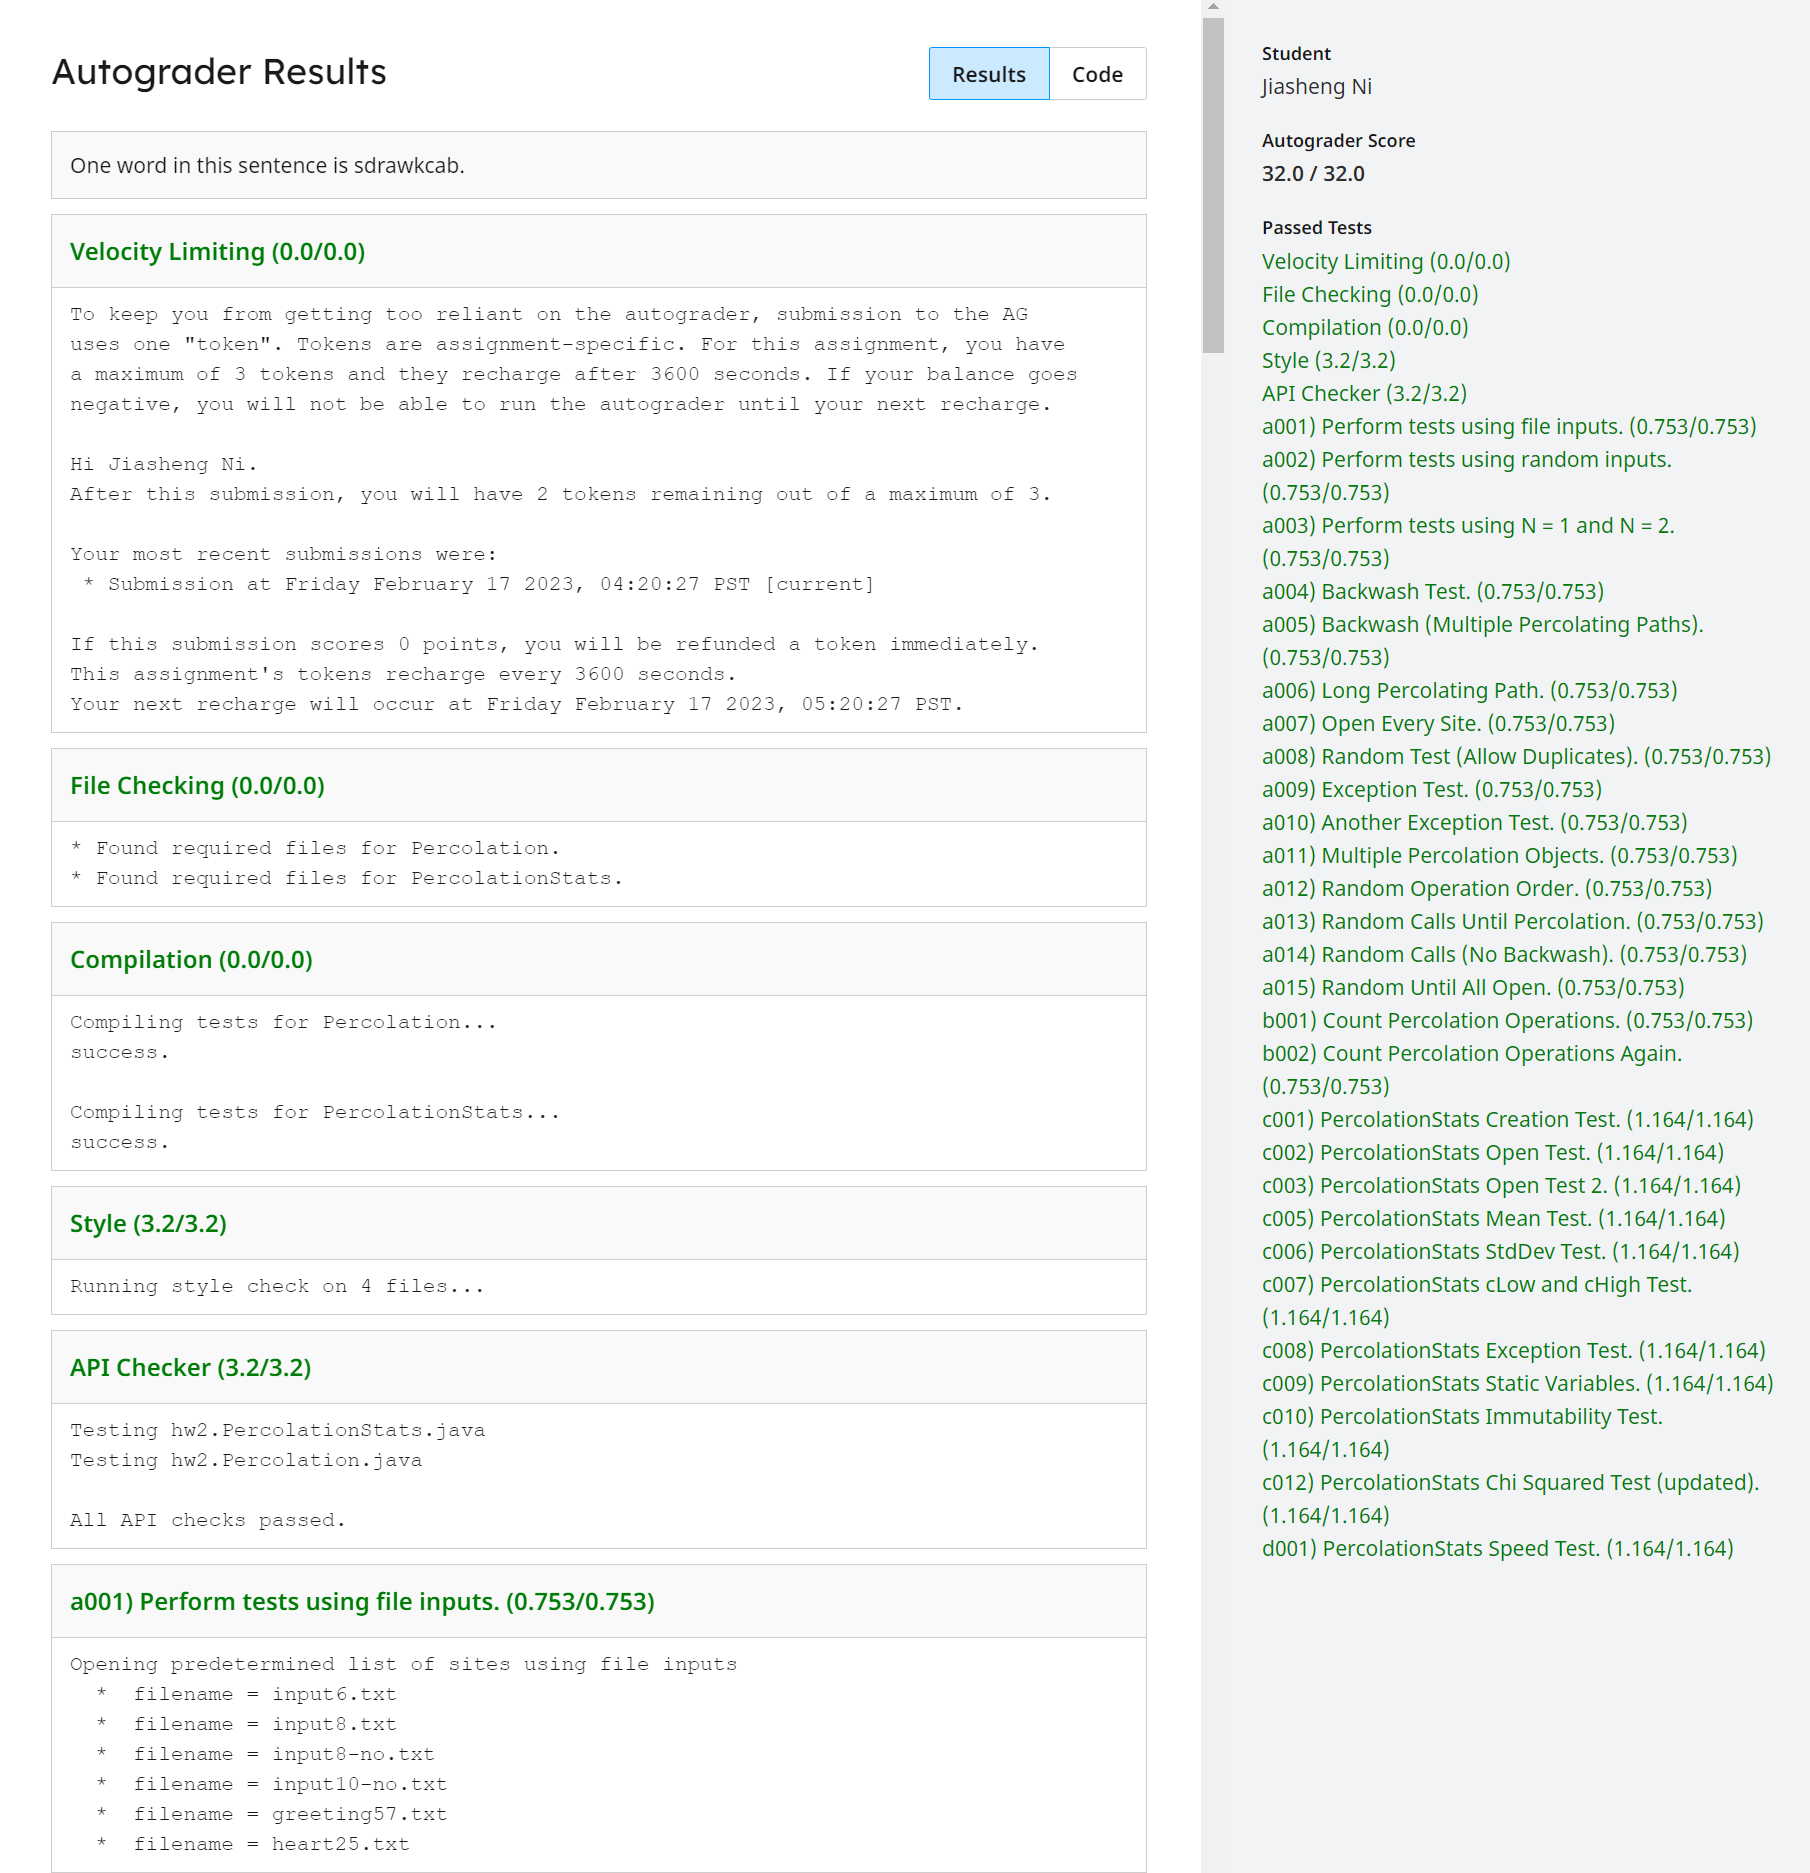 Autograder Results
Results
Code
One word in this sentence is sdrawkcab.
Velocity Limiting (0.0/0.0)
To keep you from getting too reliant on the autograder, submission to the AG
uses one "token". Tokens are assignment-specific. For this assignment, you have
a maximum of 3 tokens and they recharge after 3600 seconds. If your balance goes
negative, you will not be able to run the autograder until your next recharge.
Hi Jiasheng Ni.
After this submission, you will have 2 tokens remaining out of a maximum of 3.
Your most recent submissions were:
* Submission at Friday February 17 2023, 04:20:27 PST [current]
If this submission scores 0 points, you will be refunded a token immediately.
This assignment's tokens recharge every 3600 seconds.
Your next recharge will occur at Friday February 17 2023, 05:20:27 PST.
File Checking (0.0/0.0)
* Found required files for Percolation.
* Found required files for PercolationStats.
Compilation (0.0/0.0)
Compiling tests for Percolation...
success.
Compiling tests for PercolationStats...
success.
Style (3.2/3.2)
Running style check on 4 files...
API Checker (3.2/3.2)
Testing hw2.PercolationStats.java
Testing hw2.Percolation.java
All API checks passed.
a001) Perform tests using file inputs. (0.753/0.753)
Opening predetermined list of sites using file inputs
* filename = input6.txt
* filename = input8.txt
* filename = input8-no.txt
* filename = input10-no.txt
* filename = greeting57.txt
* filename = heart25.txt
Student
Jiasheng Ni
Autograder Score
32.0 / 32.0
Passed Tests
Velocity Limiting (0.0/0.0)
File Checking (0.0/0.0)
Compilation (0.0/0.0)
Style (3.2/3.2)
API Checker (3.2/3.2)
a001) Perform tests using file inputs. (0.753/0.753)
a002) Perform tests using random inputs.
(0.753/0.753)
a003) Perform tests using N = 1 and N = 2.
(0.753/0.753)
a004) Backwash Test. (0.753/0.753)
a005) Backwash (Multiple Percolating Paths).
(0.753/0.753)
a006) Long Percolating Path. (0.753/0.753)
a007) Open Every Site. (0.753/0.753)
a008) Random Test (Allow Duplicates). (0.753/0.753)
a009) Exception Test. (0.753/0.753)
a010) Another Exception Test. (0.753/0.753)
a011) Multiple Percolation Objects. (0.753/0.753)
a012) Random Operation Order. (0.753/0.753)
a013) Random Calls Until Percolation. (0.753/0.753)
a014) Random Calls (No Backwash). (0.753/0.753)
a015) Random Until All Open. (0.753/0.753)
b001) Count Percolation Operations. (0.753/0.753)
b002) Count Percolation Operations Again.
(0.753/0.753)
c001) PercolationStats Creation Test. (1.164/1.164)
c002) PercolationStats Open Test. (1.164/1.164)
c003) PercolationStats Open Test 2. (1.164/1.164)
c005) PercolationStats Mean Test. (1.164/1.164)
c006) PercolationStats StdDev Test. (1.164/1.164)
c007) PercolationStats cLow and cHigh Test.
(1.164/1.164)
c008) PercolationStats Exception Test. (1.164/1.164)
c009) PercolationStats Static Variables. (1.164/1.164)
c010) PercolationStats Immutability Test.
(1.164/1.164)
c012) PercolationStats Chi Squared Test (updated).
(1.164/1.164)
d001) PercolationStats Speed Test. (1.164/1.164)